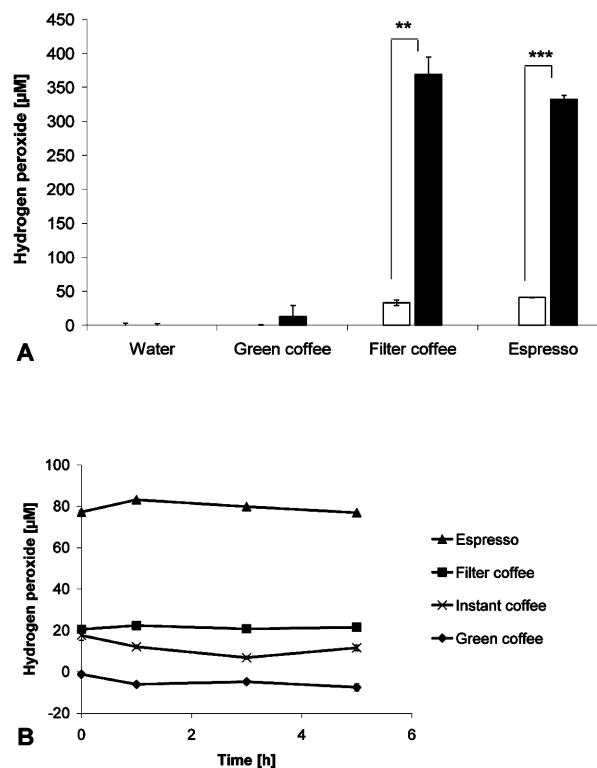 Hydrogen peroxide [µM]
450
400
350
300
250
200
150
100
50
0
**
***
Water
Green coffee
Filter coffee
Espresso
A
Hydrogen peroxide [µM]
100
80
60
40
20
0
-20
0
2
4
6
Time [h]
Espresso
Filter coffee
Instant coffee
Green coffee
B